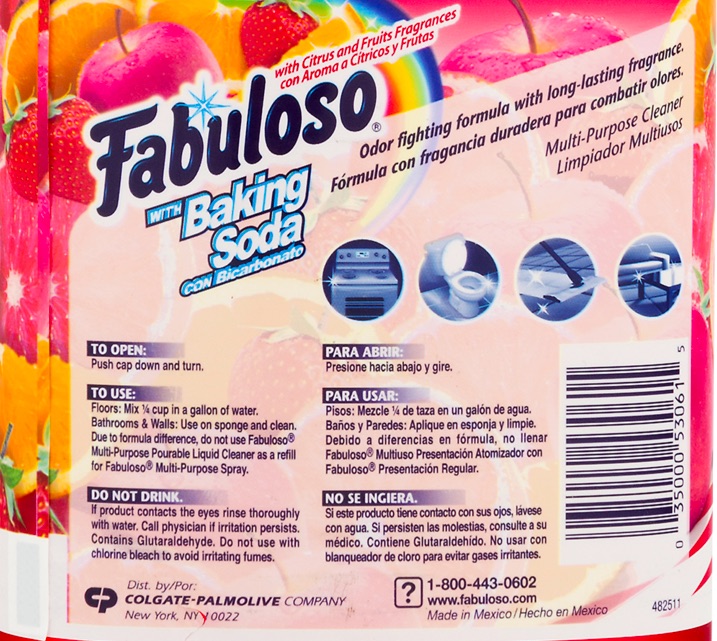 with Citrus and Fruits Fragrances
con Aroma a Cítricos y Frutas
Fabuloso®
WITH Baking
Soda
CON Bicarbonato
Odor fighting formula with long-lasting fragrance.
Fórmula con fragancia duradera para combatir olores.
Multi-Purpose Cleaner
Limpiador Multiusos
TO OPEN:
Push cap down and turn.
TO USE:
Floors: Mix ¼ cup in a gallon of water.
Bathrooms & Walls: Use on sponge and clean.
Due to formula difference, do not use Fabuloso®
Multi-Purpose Pourable Liquid Cleaner as a refill
for Fabuloso® Multi-Purpose Spray.
DO NOT DRINK.
If product contacts the eyes rinse thoroughly
with water. Call physician if irritation persists.
Contains Glutaraldehyde. Do not use with
chlorine bleach to avoid irritating fumes.
PARA ABRIR:
Presione hacia abajo y gire.
PARA USAR:
Pisos: Mezcle ¼ de taza en un galón de agua.
Baños y Paredes: Aplique en esponja y limpie.
Debido a diferencias en fórmula, no llenar
Fabuloso® Multiuso Presentación Atomizador con
Fabuloso® Presentación Regular.
NO SE INGIERA.
Si este producto tiene contacto con sus ojos, lávese
con agua. Si persisten las molestias, consulte a su
médico. Contiene Glutaraldehído. No usar con
blanqueador de cloro para evitar gases irritantes.
0 35000 53061 5
Dist. by/Por:
CP COLGATE-PALMOLIVE COMPANY
New York, NY 10022
? 1-800-443-0602
www.fabuloso.com
Made in Mexico / Hecho en Mexico
482511